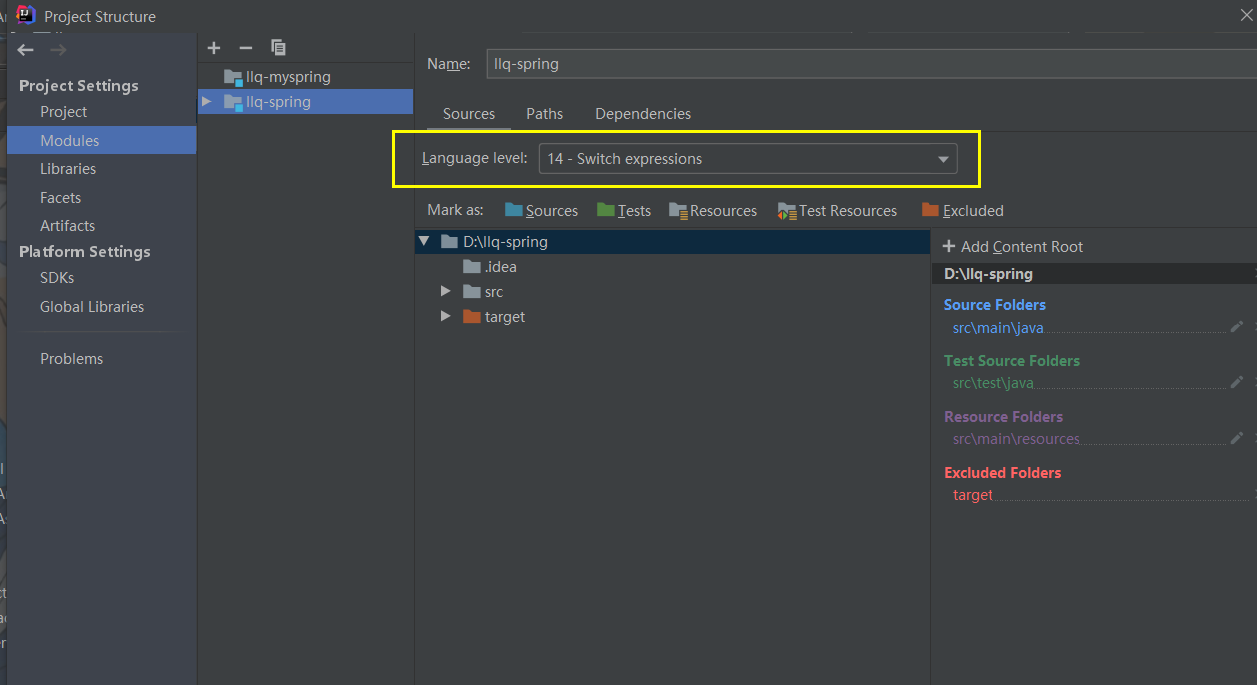 Project Structure
Project Settings
Project
Modules
Libraries
Facets
Artifacts
Platform Settings
SDKs
Global Libraries
Problems
llq-myspring
llq-spring
Name: llq-spring
Sources Paths Dependencies
Language level: 14 - Switch expressions
Mark as: Sources Tests Resources Test Resources Excluded
D:\llq-spring
.idea
src
target
Add Content Root
D:\llq-spring
Source Folders
src\main\java
Test Source Folders
src\test\java
Resource Folders
src\main\resources
Excluded Folders
target